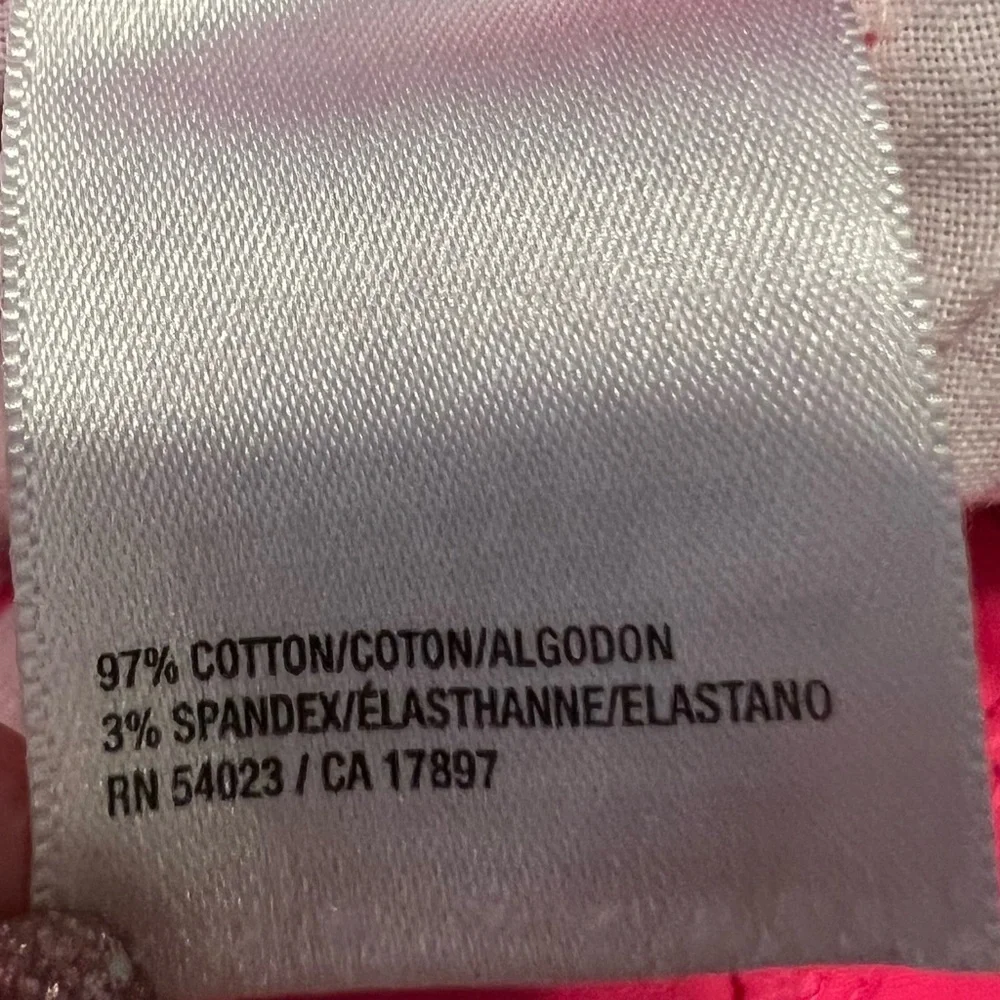 97% COTTON/COTON/ALGODON
3% SPANDEX/ÉLASTHANNE/ELASTANO
RN 54023 / CA 17897